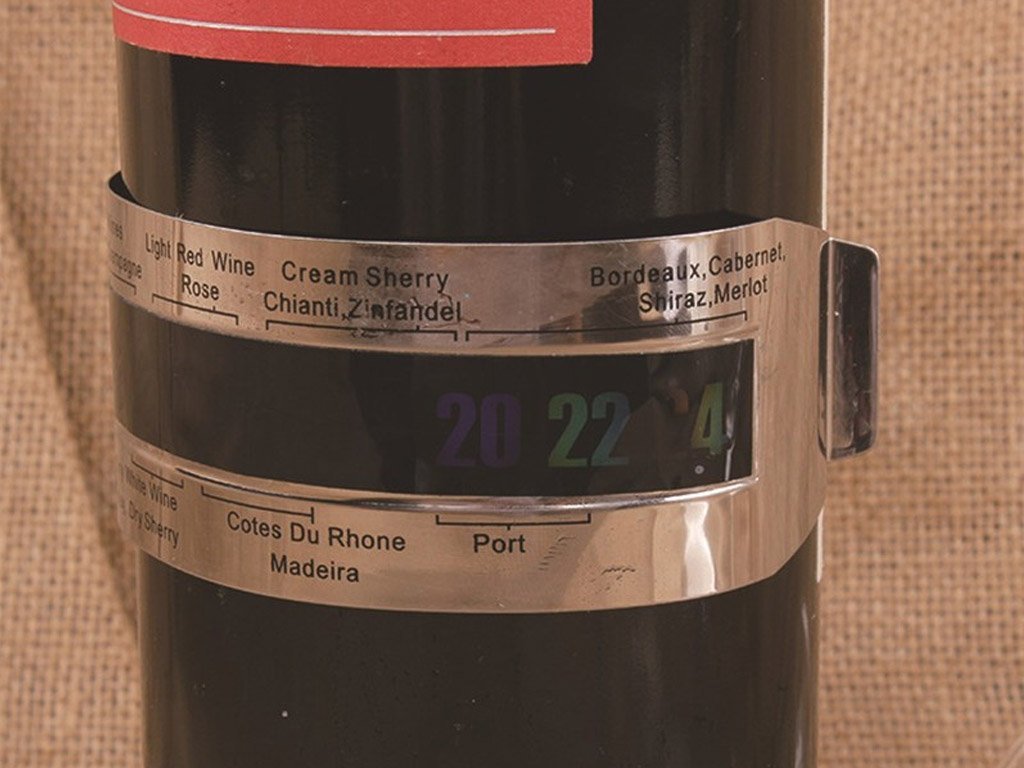 Light Red Wine
Rose
Cream Sherry
Chianti,Zinfandel
Bordeaux,Cabernet,
Shiraz,Merlot
20 22 4
White Wine
Dry Sherry
Cotes Du Rhone
Madeira
Port